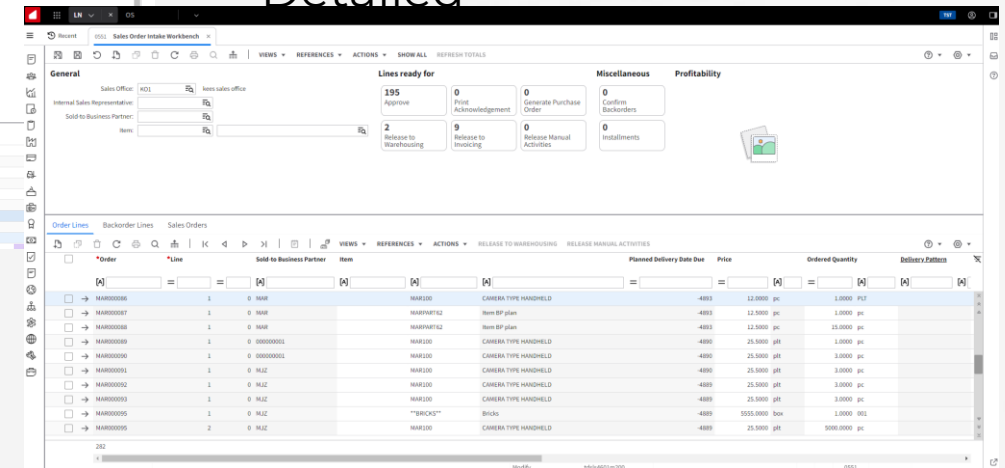 Detailed
LN OS TST
Recent 0551 Sales Order Intake Workbench ×
VIEWS REFERENCES ACTIONS SHOW ALL REFRESH TOTALS
General Lines ready for Miscellaneous Profitability
Sales Office: KO1 kees sales office
Internal Sales Representative:
Sold-to-Business Partner:
Item:
195 Approve
0 Print Acknowledgement
0 Generate Purchase Order
0 Confirm Backorders
2 Release to Warehousing
9 Release to Invoicing
0 Release Manual Activities
0 Installments
Order Lines Backorder Lines Sales Orders
VIEWS REFERENCES ACTIONS RELEASE TO WAREHOUSING RELEASE MANUAL ACTIVITIES
*Order *Line Sold-to Business Partner Item Planned Delivery Date Due Price Ordered Quantity Delivery Pattern
[A] = = [A] [A] [A] [A] = = [A] = [A] [A] [A]
MAR000086 1 0 MAR MAR100 CAMERA TYPE HANDHELD -4893 12.0000 pc 1.0000 PLT
MAR000087 1 0 MAR MARPART62 Item BP plan -4893 12.5000 pc 1.0000 pc
MAR000088 1 0 MAR MARPART62 Item BP plan -4893 12.5000 pc 15.0000 pc
MAR000089 1 0 000000001 MAR100 CAMERA TYPE HANDHELD -4890 25.5000 plt 1.0000 pc
MAR000090 1 0 000000001 MAR100 CAMERA TYPE HANDHELD -4890 25.5000 plt 3.0000 pc
MAR000091 1 0 MJZ MAR100 CAMERA TYPE HANDHELD -4890 25.5000 plt 3.0000 pc
MAR000092 1 0 MJZ MAR100 CAMERA TYPE HANDHELD -4889 25.5000 plt 3.0000 pc
MAR000093 1 0 MJZ MAR100 CAMERA TYPE HANDHELD -4889 25.5000 plt 3.0000 pc
MAR000095 1 0 MJZ **BRICKS** Bricks -4889 5555.0000 box 1.0000 001
MAR000095 2 0 MJZ MAR100 CAMERA TYPE HANDHELD -4889 25.5000 plt 5000.0000 pc
282